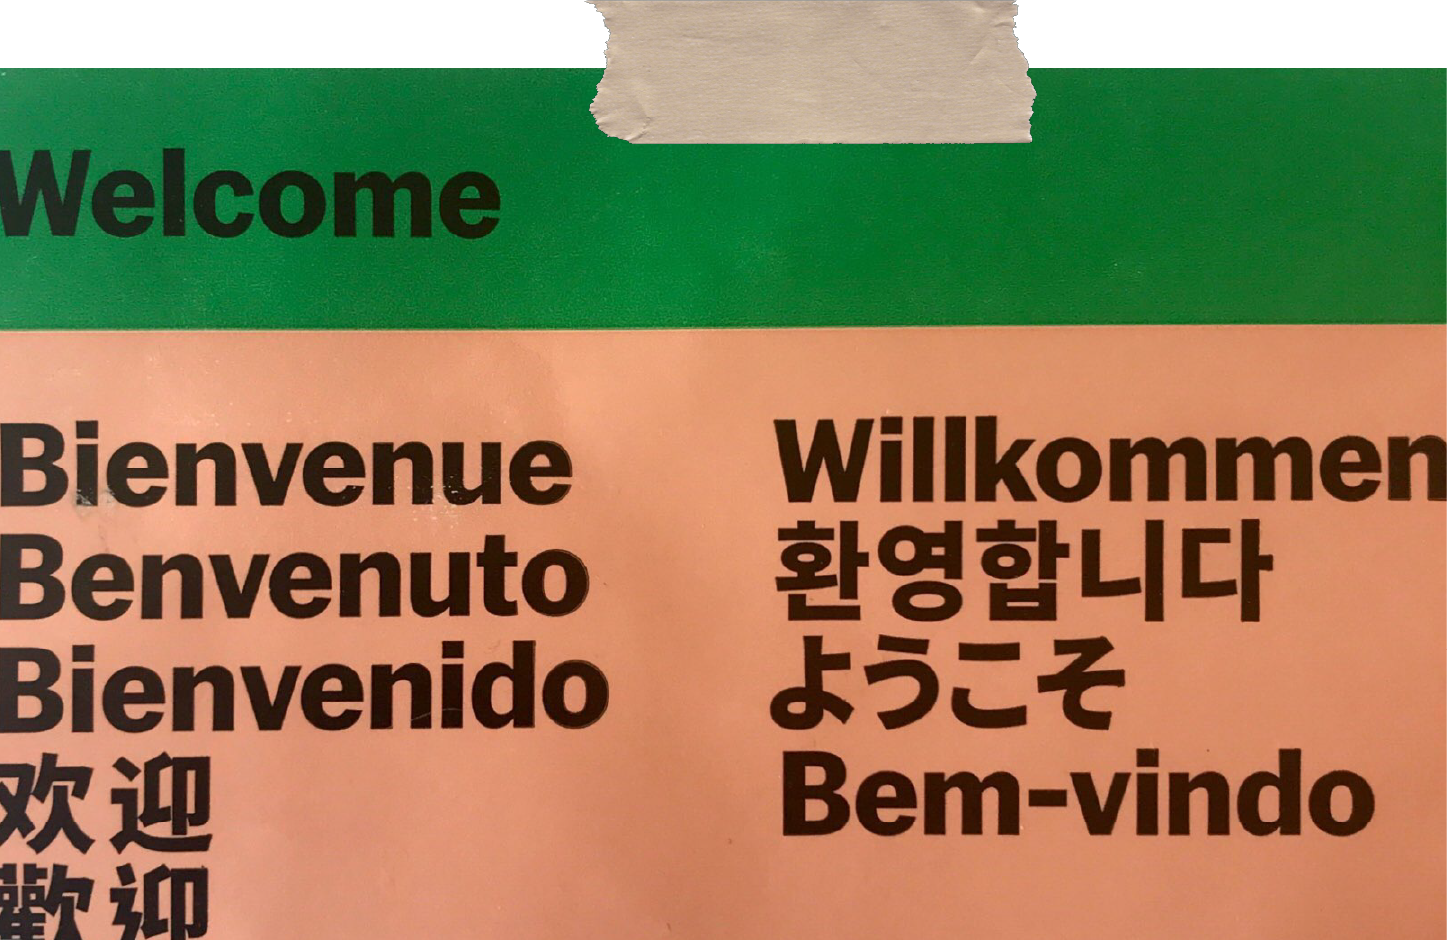 Welcome
Bienvenue
Benvenuto
Bienvenido
欢迎
歡迎
Willkommen
환영합니다
ようこそ
Bem-vindo